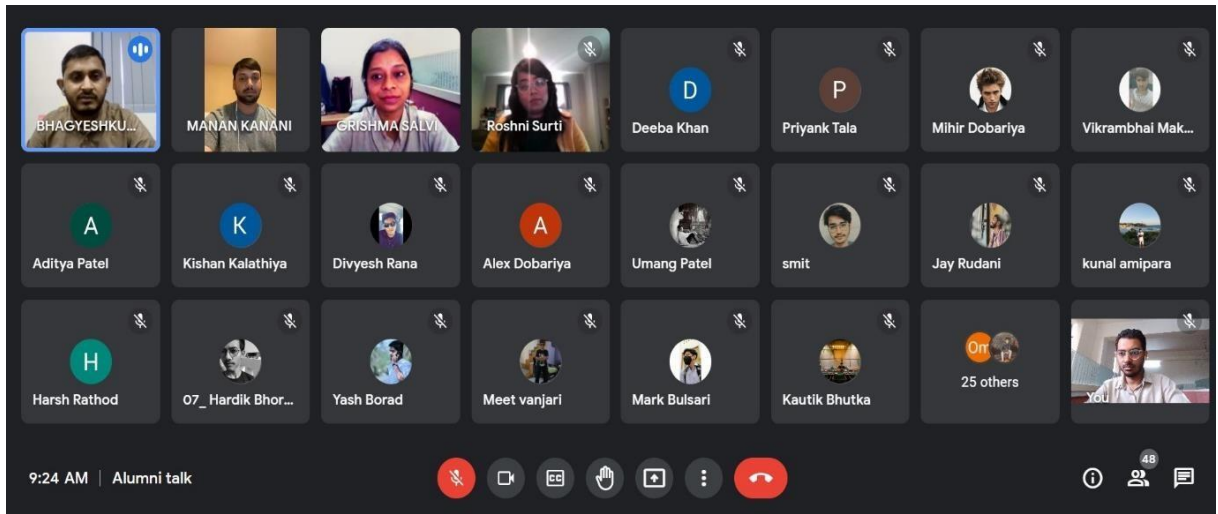 BHAGYESHKU...
MANAN KANANI
GRISHMA SALVI
Roshni Surti
D
Deeba Khan
P
Priyank Tala
Mihir Dobariya
Vikrambhai Mak...
A
Aditya Patel
K
Kishan Kalathiya
Divyesh Rana
A
Alex Dobariya
Umang Patel
smit
Jay Rudani
kunal amipara
H
Harsh Rathod
07_ Hardik Bhor...
Yash Borad
Meet vanjari
Mark Bulsari
Kautik Bhutka
Om
25 others
You
9:24 AM | Alumni talk
CC
48